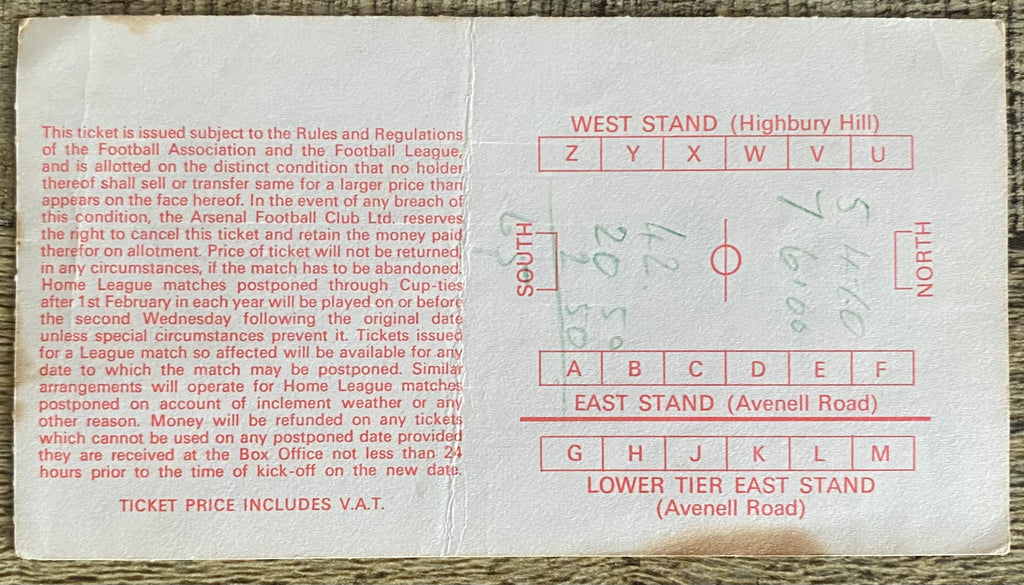 This ticket is issued subject to the Rules and Regulations
of the Football Association and the Football League,
and is allotted on the distinct condition that no holder
thereof shall sell or transfer same for a larger price than
appears on the face hereof. In the event of any breach of
this condition, the Arsenal Football Club Ltd. reserves
the right to cancel this ticket and retain the money paid
therefor on allotment. Price of ticket will not be returned,
in any circumstances, if the match has to be abandoned.
Home League matches postponed through Cup-ties
after 1st February in each year will be played on or before
the second Wednesday following the original date
unless special circumstances prevent it. Tickets issued
for a League match so affected will be available for any
date to which the match may be postponed. Similar
arrangements will operate for Home League matches
postponed on account of inclement weather or any
other reason. Money will be refunded on any tickets
which cannot be used on any postponed date provided
they are received at the Box Office not less than 24
hours prior to the time of kick-off on the new date.
TICKET PRICE INCLUDES V.A.T.
WEST STAND (Highbury Hill)
Z Y X W V U
SOUTH
NORTH
A B C D E F
EAST STAND (Avenell Road)
G H J K L M
LOWER TIER EAST STAND
(Avenell Road)